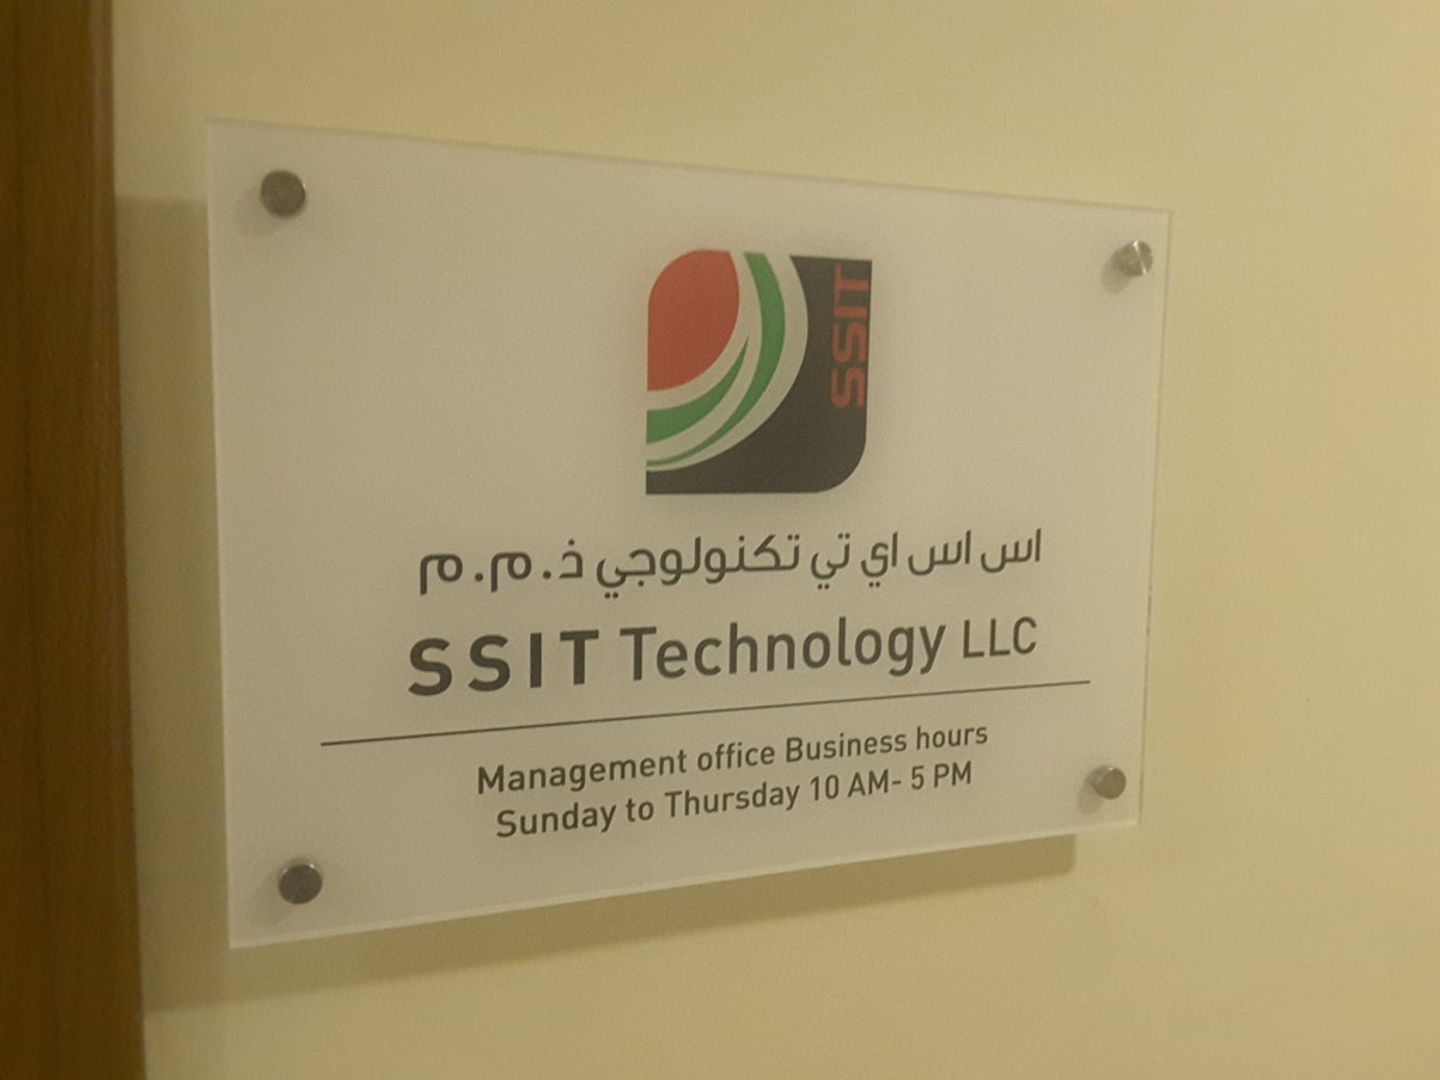 SSIT
اس اس اي تي تكنولوجي ذ.م.م
SSIT Technology LLC
Management office Business hours
Sunday to Thursday 10 AM- 5 PM